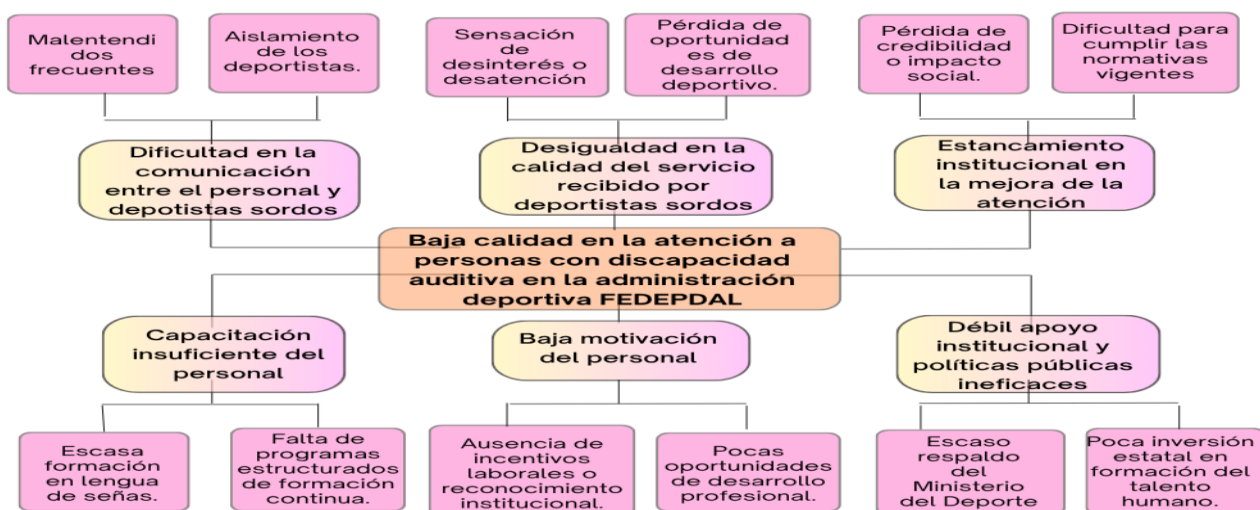 Malentendi
dos
frecuentes
Aislamiento
de los
deportistas.
Sensación
de
desinterés o
desatención
Pérdida de
oportunidad
es de
desarrollo
deportivo.
Pérdida de
credibilidad
o impacto
social.
Dificultad para
cumplir las
normativas
vigentes
Dificultad en la
comunicación
entre el personal y
depotistas sordos
Desigualdad en la
calidad del servicio
recibido por
deportistas sordos
Estancamiento
institucional en
la mejora de la
atención
Baja calidad en la atención a
personas con discapacidad
auditiva en la administración
deportiva FEDEPDAL
Capacitación
insuficiente del
personal
Baja motivación
del personal
Débil apoyo
institucional y
políticas públicas
ineficaces
Escasa
formación
en lengua
de señas.
Falta de
programas
estructurados
de formación
continua.
Ausencia de
incentivos
laborales o
reconocimiento
institucional.
Pocas
oportunidades
de desarrollo
profesional.
Escaso
respaldo
del
Ministerio
del Deporte
Poca inversión
estatal en
formación del
talento
humano.